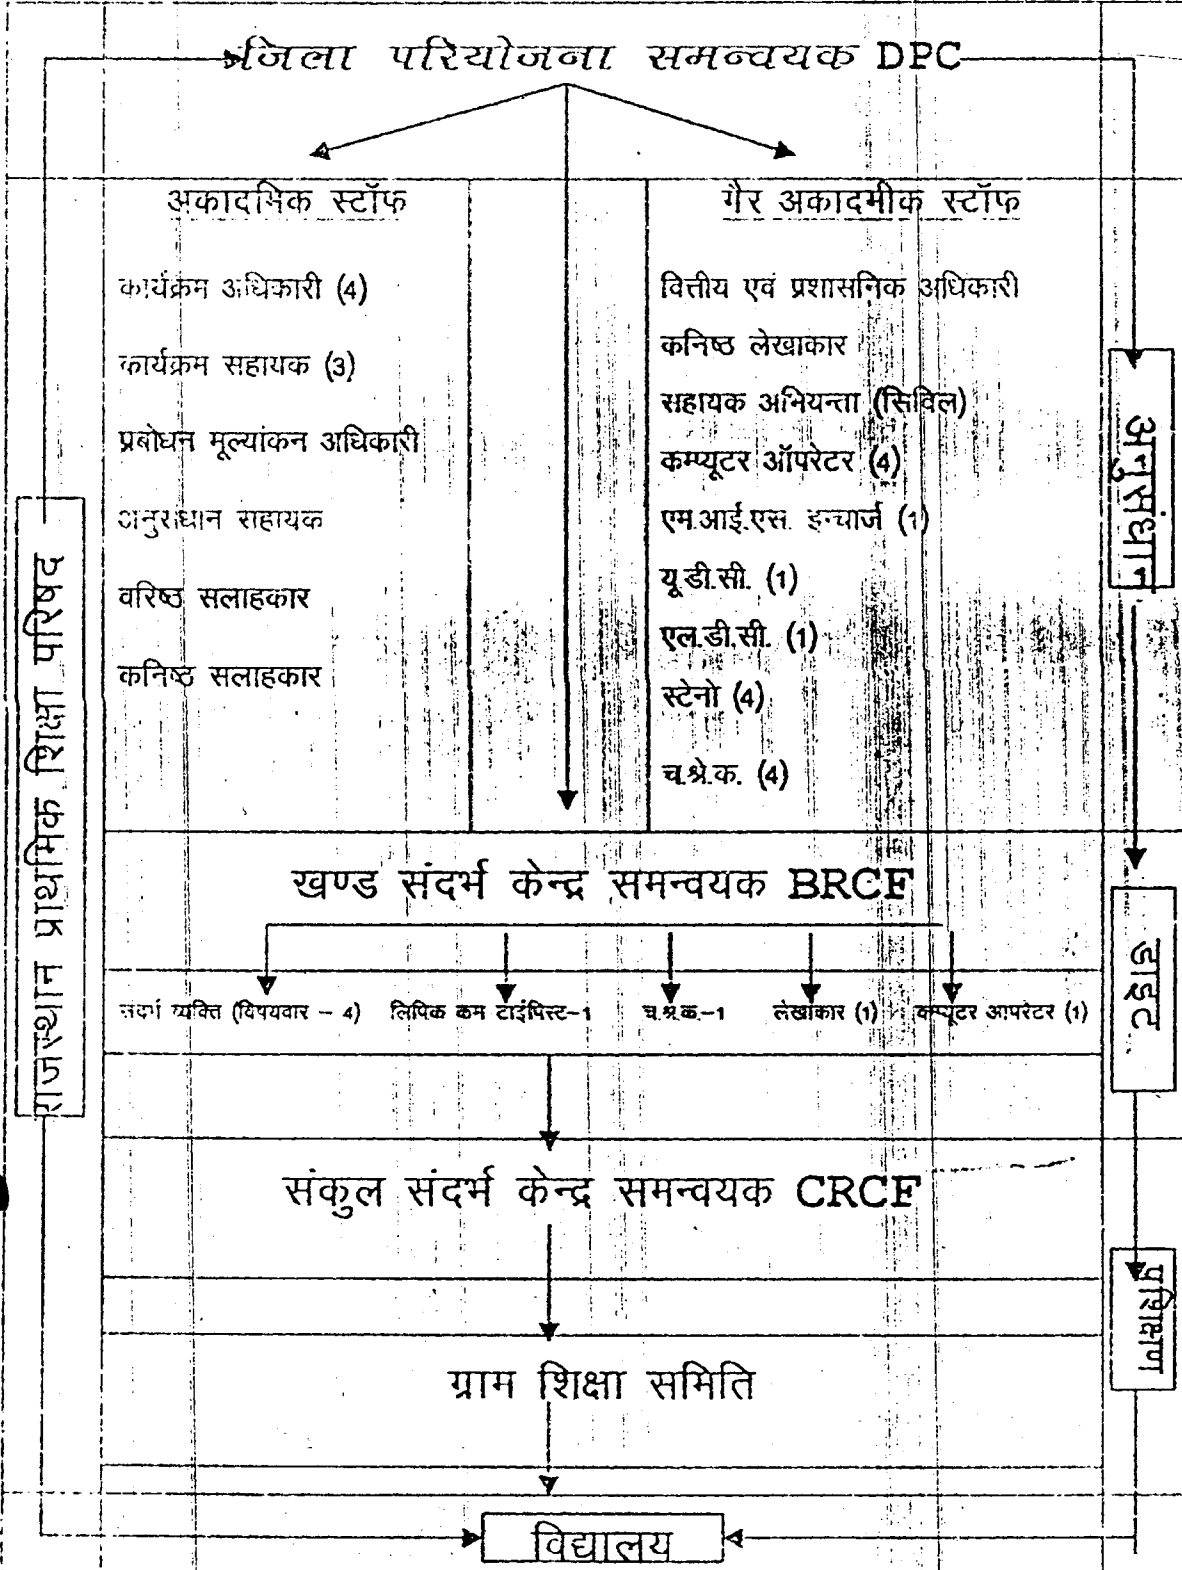 जिला परियोजना समन्वयक DPC
अकादमिक स्टॉफ
गैर अकादमीक स्टॉफ
कार्यक्रम अधिकारी (4)
कार्यक्रम सहायक (3)
प्रबोधन मूल्यांकन अधिकारी
अनुसंधान सहायक
वरिष्ठ सलाहकार
कनिष्ठ सलाहकार
वित्तीय एवं प्रशासनिक अधिकारी
कनिष्ठ लेखाकार
सहायक अभियन्ता (सिविल)
कम्प्यूटर ऑपरेटर (4)
एम.आई.एस. इन्चार्ज (1)
यू.डी.सी. (1)
एल.डी.सी. (1)
स्टेनो (4)
च.श्रे.क. (4)
राजस्थान प्राथमिक शिक्षा परिषद
अनुसंधान
डाइट
प्रशिक्षण
खण्ड संदर्भ केन्द्र समन्वयक BRCF
संदर्भ व्यक्ति (विषयवार – 4) लिपिक कम टाईपिस्ट–1 च.श्र.क.–1 लेखाकार (1) कम्प्यूटर आपरेटर (1)
संकुल संदर्भ केन्द्र समन्वयक CRCF
ग्राम शिक्षा समिति
विद्यालय